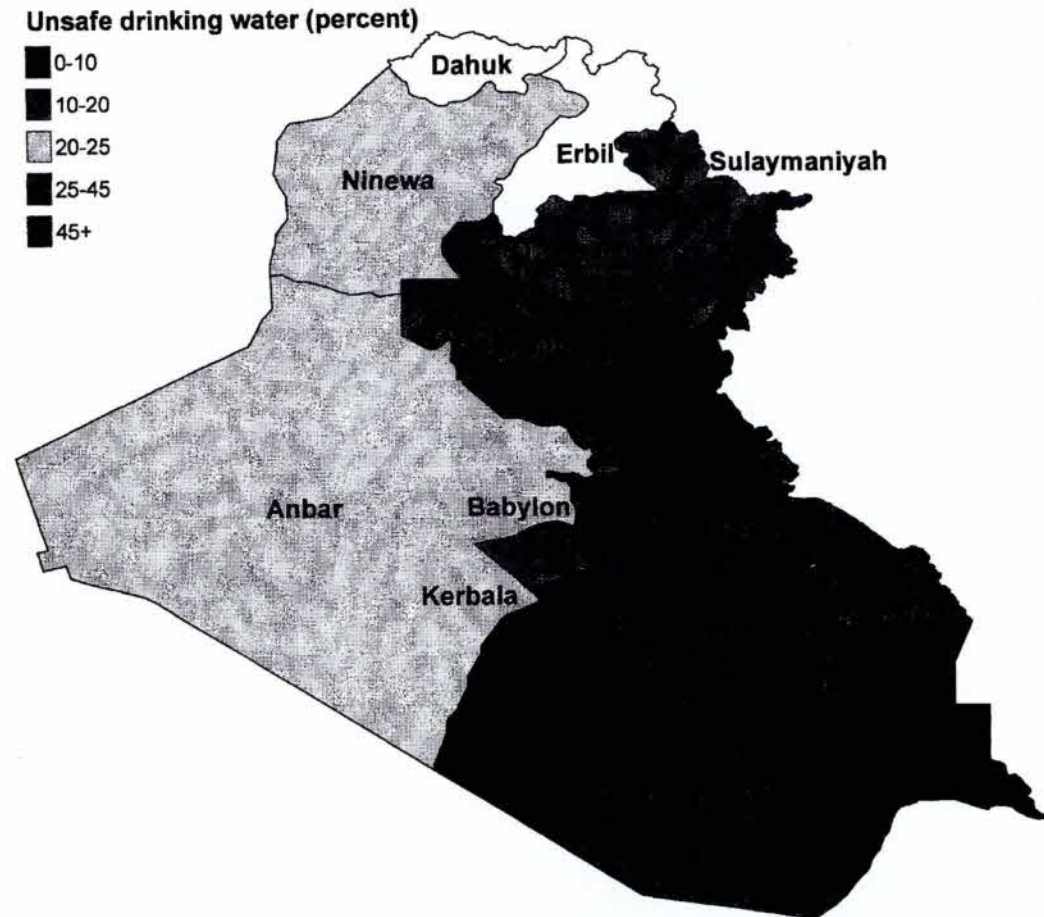 Unsafe drinking water (percent)
0-10
10-20
20-25
25-45
45+
Dahuk
Erbil
Sulaymaniyah
Ninewa
Anbar
Babylon
Kerbala